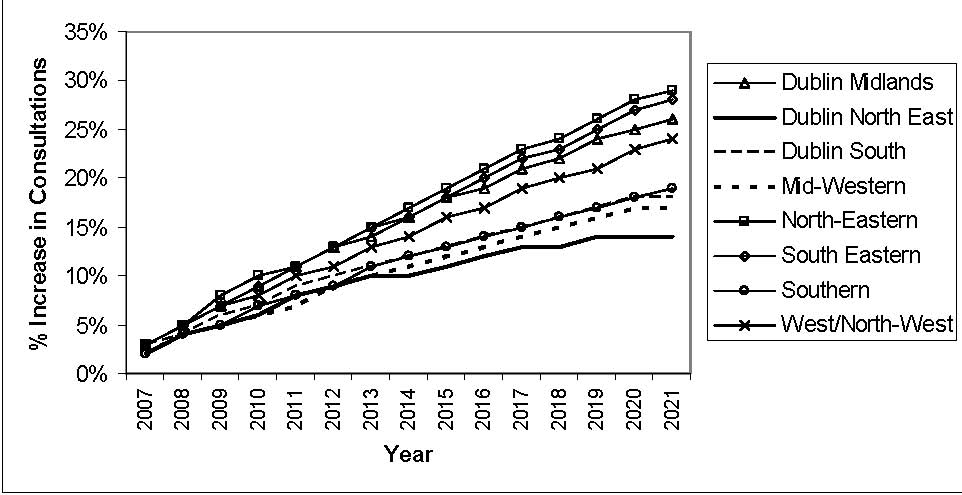 35%
30%
25%
20%
15%
10%
5%
0%
% Increase in Consultations
2007 2008 2009 2010 2011 2012 2013 2014 2015 2016 2017 2018 2019 2020 2021
Year
Dublin Midlands
Dublin North East
Dublin South
Mid-Western
North-Eastern
South Eastern
Southern
West/North-West